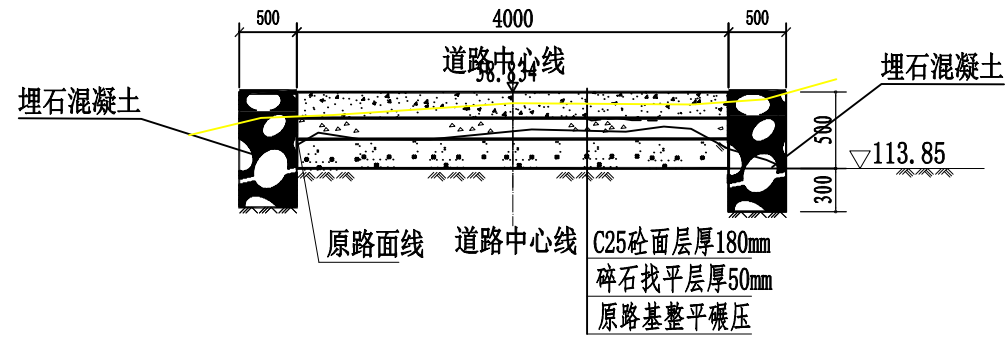 500
4000
500
道路中心线
58.834
埋石混凝土
埋石混凝土
500
113.85
300
原路面线
道路中心线
C25砼面层厚180mm
碎石找平层厚50mm
原路基整平碾压